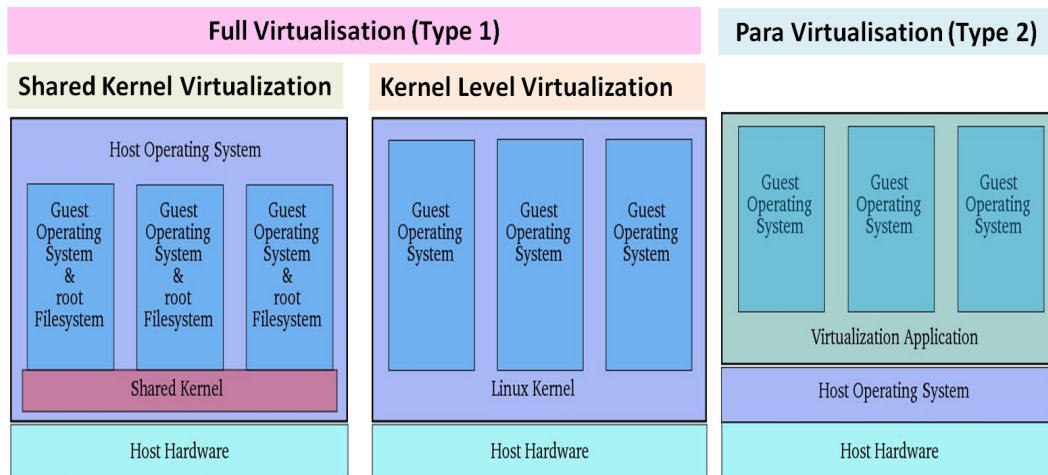 Full Virtualisation (Type 1)
Para Virtualisation (Type 2)
Shared Kernel Virtualization
Kernel Level Virtualization
Host Operating System
Guest
Operating
System
&
root
Filesystem
Guest
Operating
System
&
root
Filesystem
Guest
Operating
System
&
root
Filesystem
Shared Kernel
Host Hardware
Guest
Operating
System
Guest
Operating
System
Guest
Operating
System
Linux Kernel
Host Hardware
Guest
Operating
System
Guest
Operating
System
Guest
Operating
System
Virtualization Application
Host Operating System
Host Hardware